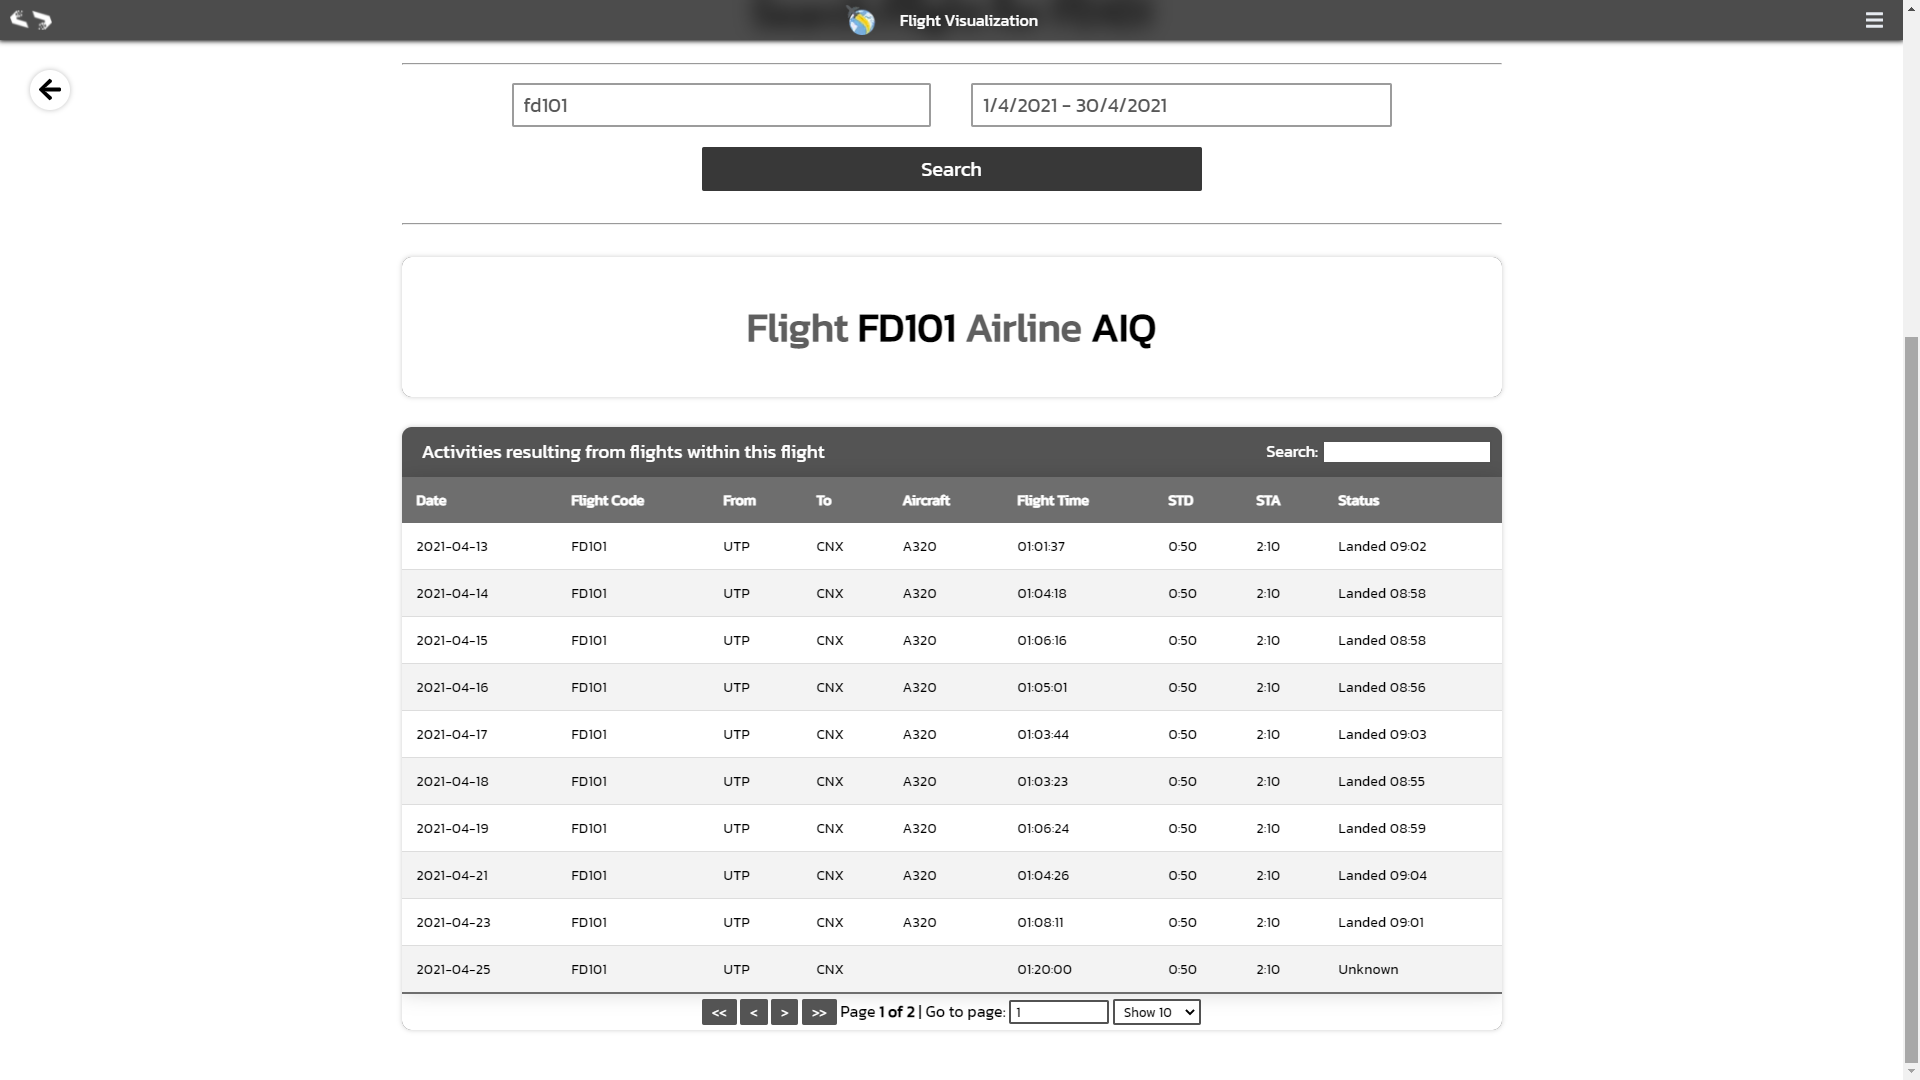 Flight Visualization
fd101
1/4/2021 - 30/4/2021
Search
Flight FD101 Airline AIQ
Activities resulting from flights within this flight Search:
Date Flight Code From To Aircraft Flight Time STD STA Status
2021-04-13 FD101 UTP CNX A320 01:01:37 0:50 2:10 Landed 09:02
2021-04-14 FD101 UTP CNX A320 01:04:18 0:50 2:10 Landed 08:58
2021-04-15 FD101 UTP CNX A320 01:06:16 0:50 2:10 Landed 08:58
2021-04-16 FD101 UTP CNX A320 01:05:01 0:50 2:10 Landed 08:56
2021-04-17 FD101 UTP CNX A320 01:03:44 0:50 2:10 Landed 09:03
2021-04-18 FD101 UTP CNX A320 01:03:23 0:50 2:10 Landed 08:55
2021-04-19 FD101 UTP CNX A320 01:06:24 0:50 2:10 Landed 08:59
2021-04-21 FD101 UTP CNX A320 01:04:26 0:50 2:10 Landed 09:04
2021-04-23 FD101 UTP CNX A320 01:08:11 0:50 2:10 Landed 09:01
2021-04-25 FD101 UTP CNX 01:20:00 0:50 2:10 Unknown
<< < > >> Page 1 of 2 | Go to page: 1 Show 10